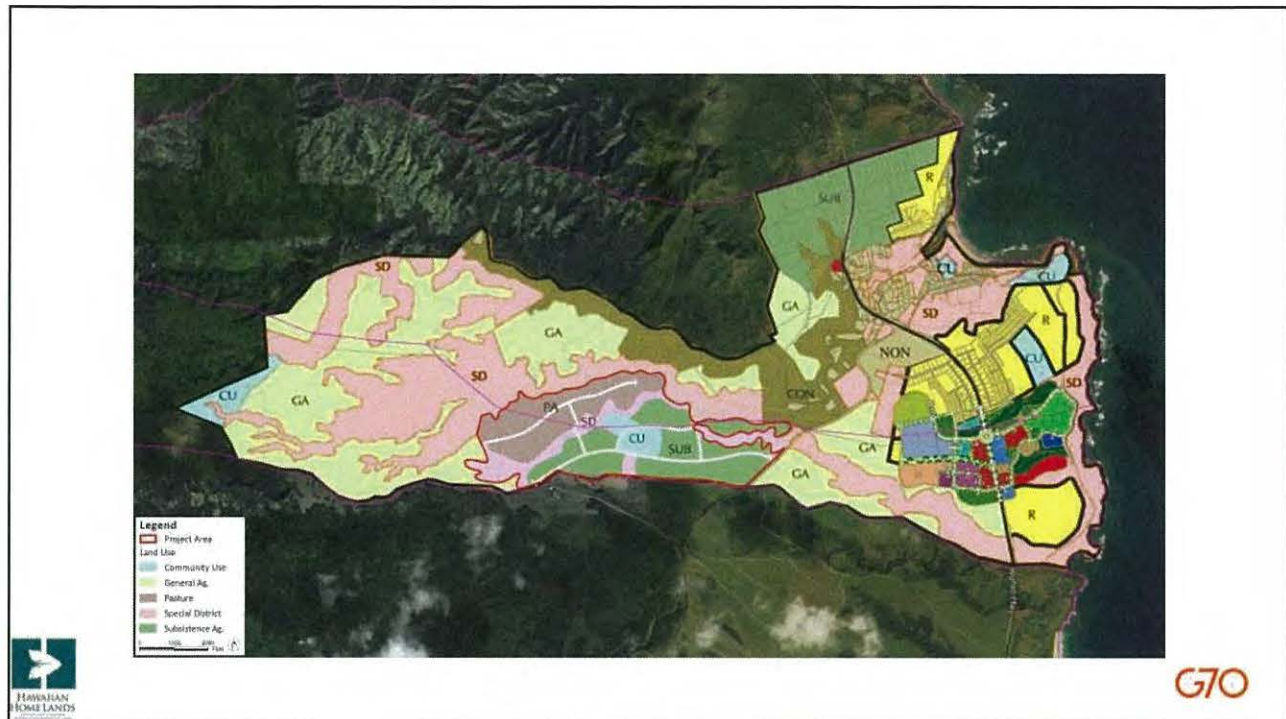 SUB
R
SD
CU
CU
GA
SD
R
GA
NON
CU
SD
SD
PA
CON
CU
GA
SD
GA
CU
SUB
GA
R
Legend
Project Area
Land Use
Community Use
General Ag.
Pasture
Special District
Subsistence Ag.
Feet
HAWAIIAN
HOME LANDS
G70